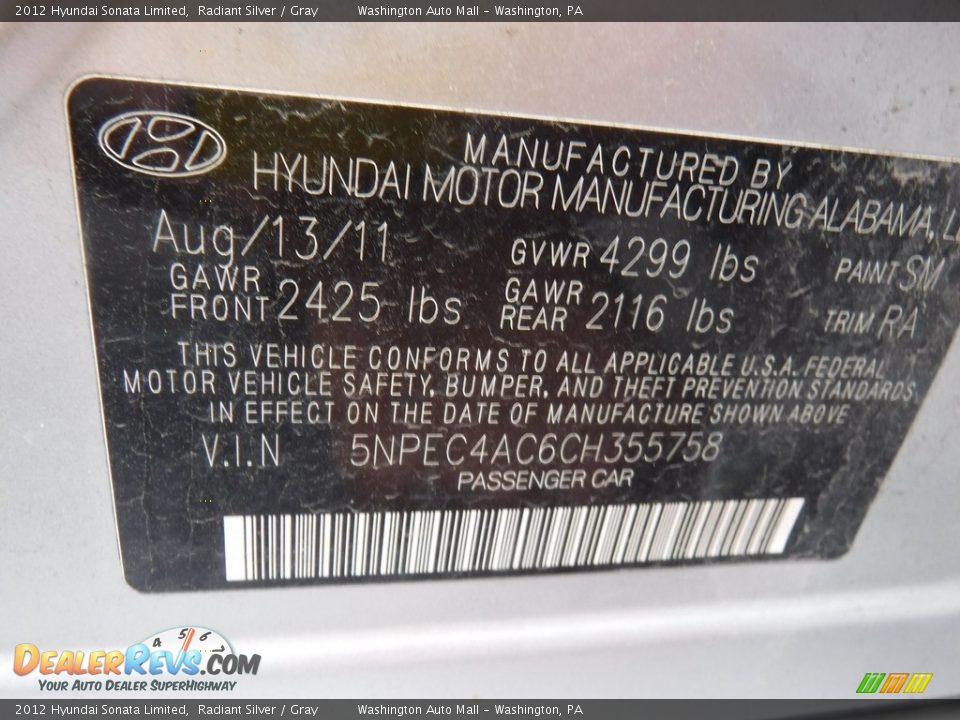 2012 Hyundai Sonata Limited, Radiant Silver / Gray Washington Auto Mall - Washington, PA
MANUFACTURED BY
HYUNDAI MOTOR MANUFACTURING ALABAMA,
Aug/13/11 GVWR 4299 lbs PAINT SM
GAWR FRONT 2425 lbs GAWR REAR 2116 lbs TRIM RA
THIS VEHICLE CONFORMS TO ALL APPLICABLE U.S.A. FEDERAL
MOTOR VEHICLE SAFETY, BUMPER, AND THEFT PREVENTION STANDARDS
IN EFFECT ON THE DATE OF MANUFACTURE SHOWN ABOVE
V.I.N 5NPEC4AC6CH355758
PASSENGER CAR
4 5 6
DEALERREVS.COM
YOUR AUTO DEALER SUPERHIGHWAY
2012 Hyundai Sonata Limited, Radiant Silver / Gray Washington Auto Mall - Washington, PA